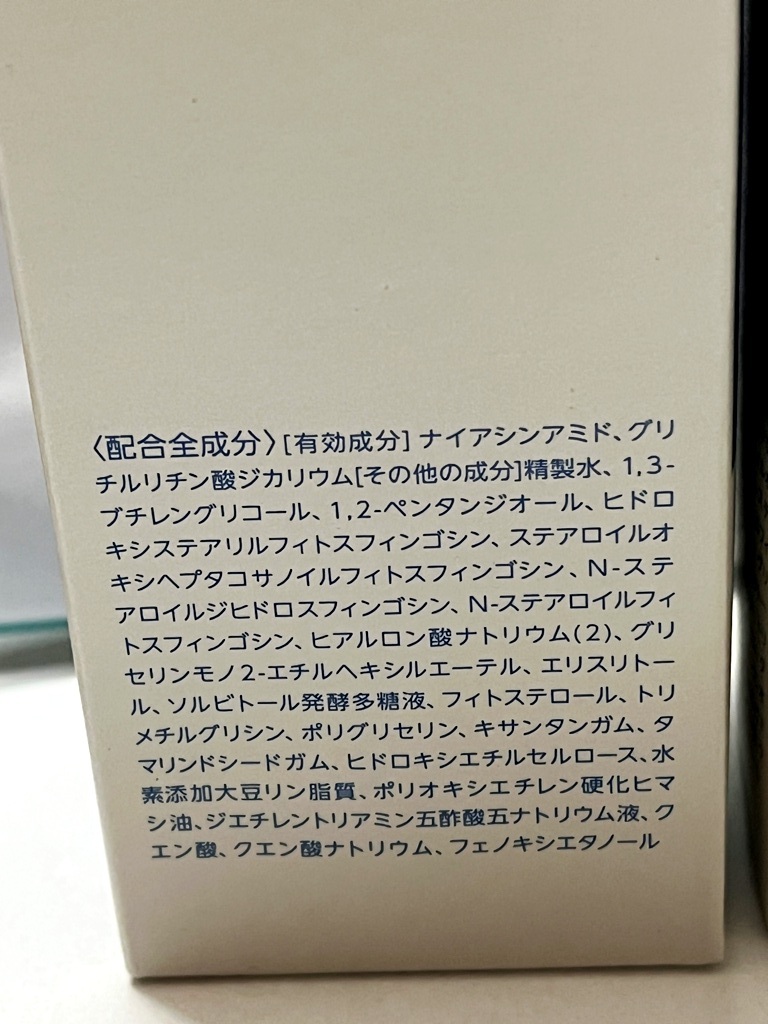 〈配合全成分〉[有効成分] ナイアシンアミド、グリ
チルリチン酸ジカリウム[その他の成分]精製水、1,3-
ブチレングリコール、1,2-ペンタンジオール、ヒドロ
キシステアリルフィトスフィンゴシン、ステアロイルオ
キシヘプタコサノイルフィトスフィンゴシン、N-ステ
アロイルジヒドロスフィンゴシン、N-ステアロイルフィ
トスフィンゴシン、ヒアルロン酸ナトリウム(2)、グリ
セリンモノ2-エチルヘキシルエーテル、エリスリトー
ル、ソルビトール発酵多糖液、フィトステロール、トリ
メチルグリシン、ポリグリセリン、キサンタンガム、タ
マリンドシードガム、ヒドロキシエチルセルロース、水
素添加大豆リン脂質、ポリオキシエチレン硬化ヒマ
シ油、ジエチレントリアミン五酢酸五ナトリウム液、ク
エン酸、クエン酸ナトリウム、フェノキシエタノール